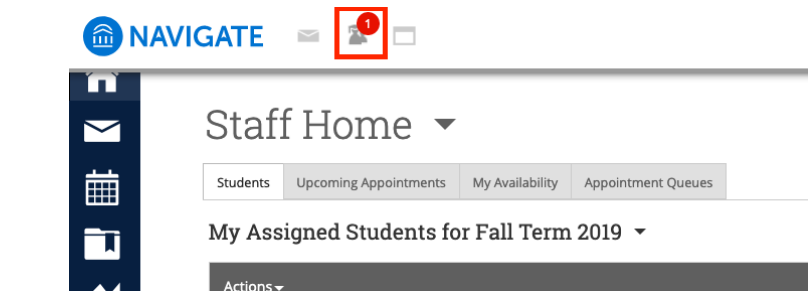 NAVIGATE 1
Staff Home
Students Upcoming Appointments My Availability Appointment Queues
My Assigned Students for Fall Term 2019
Actions